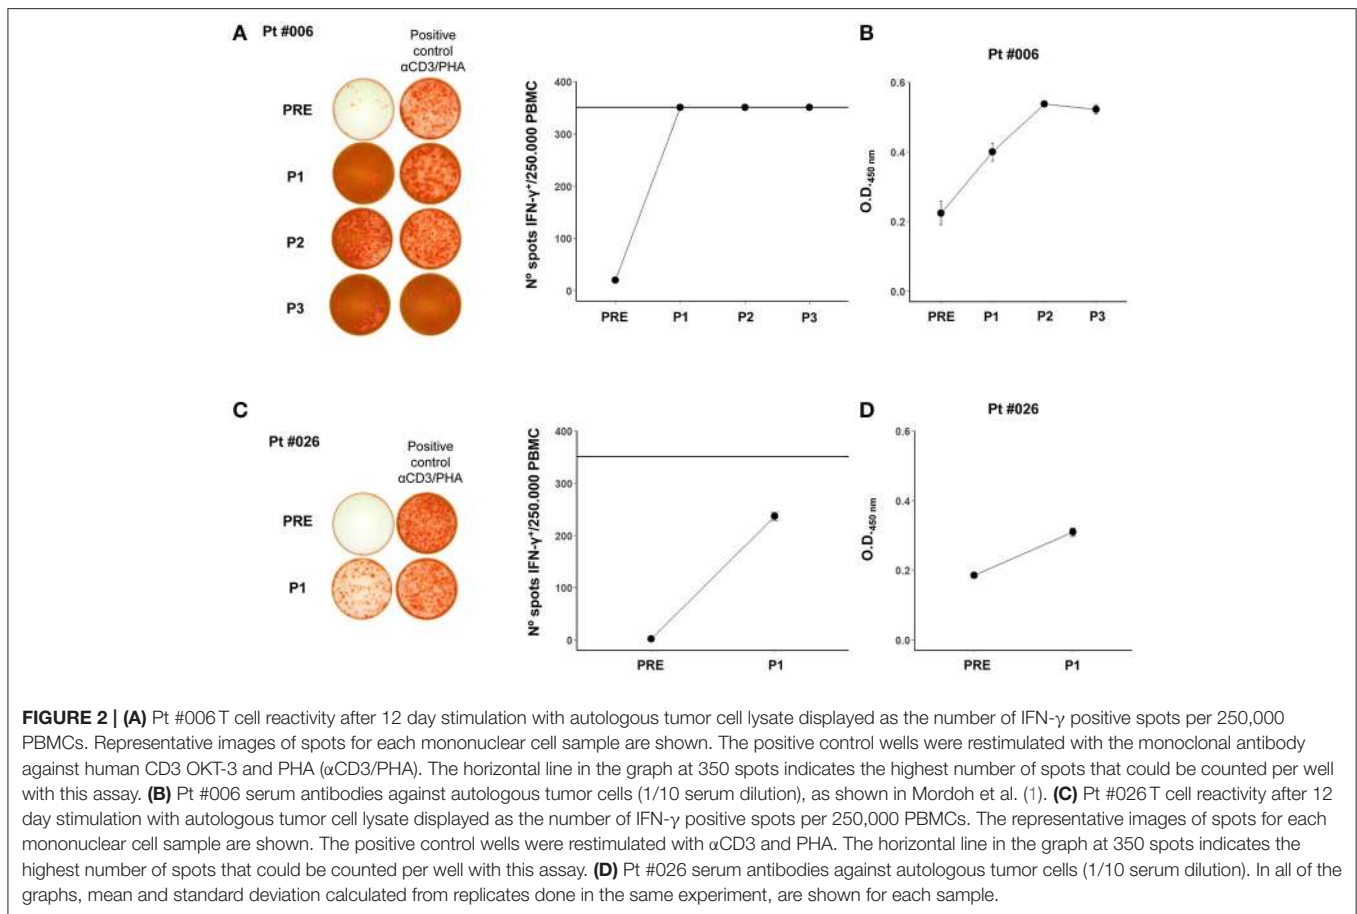 A Pt #006
Positive
control
αCD3/PHA
PRE
P1
P2
P3
Nº spots IFN-γ⁺/250.000 PBMC
400
300
200
100
0
PRE P1 P2 P3
B
Pt #006
O.D.₄₅₀ ₙₘ
0.6
0.4
0.2
0.0
PRE P1 P2 P3
C
Pt #026
Positive
control
αCD3/PHA
PRE
P1
Nº spots IFN-γ⁺/250.000 PBMC
400
300
200
100
0
PRE P1
D
Pt #026
O.D.₄₅₀ ₙₘ
0.6
0.4
0.2
0.0
PRE P1
FIGURE 2 | (A) Pt #006 T cell reactivity after 12 day stimulation with autologous tumor cell lysate displayed as the number of IFN-γ positive spots per 250,000
PBMCs. Representative images of spots for each mononuclear cell sample are shown. The positive control wells were restimulated with the monoclonal antibody
against human CD3 OKT-3 and PHA (αCD3/PHA). The horizontal line in the graph at 350 spots indicates the highest number of spots that could be counted per well
with this assay. (B) Pt #006 serum antibodies against autologous tumor cells (1/10 serum dilution), as shown in Mordoh et al. (1). (C) Pt #026 T cell reactivity after 12
day stimulation with autologous tumor cell lysate displayed as the number of IFN-γ positive spots per 250,000 PBMCs. The representative images of spots for each
mononuclear cell sample are shown. The positive control wells were restimulated with αCD3 and PHA. The horizontal line in the graph at 350 spots indicates the
highest number of spots that could be counted per well with this assay. (D) Pt #026 serum antibodies against autologous tumor cells (1/10 serum dilution). In all of the
graphs, mean and standard deviation calculated from replicates done in the same experiment, are shown for each sample.